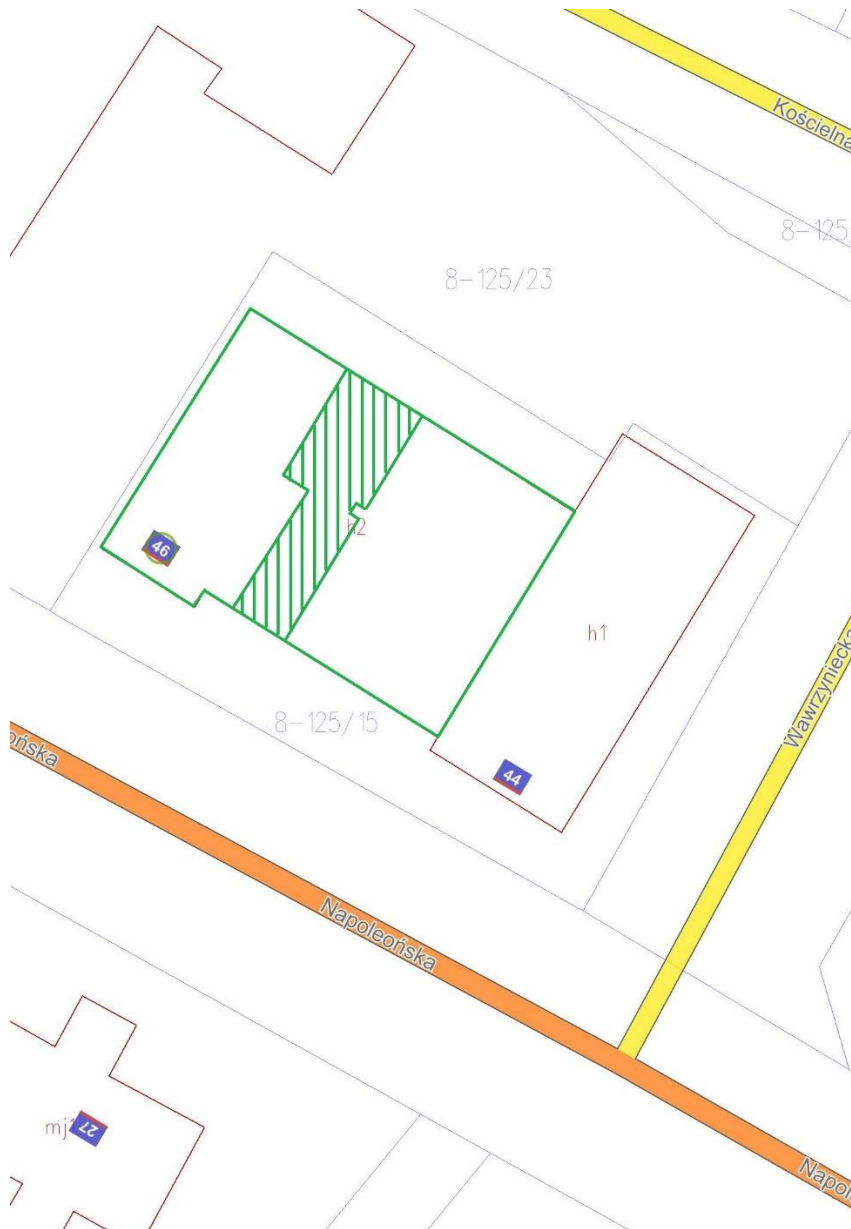 Kościelna
8-125/
8-125/23
46
h2
h1
Wawrzyniecka
8-125/15
44
ońska
Napoleońska
mj
27
Napol